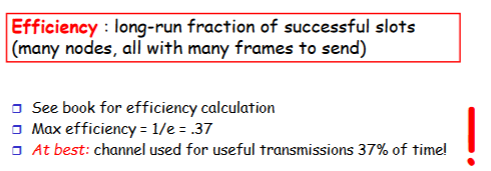 Efficiency : long-run fraction of successful slots
(many nodes, all with many frames to send)
See book for efficiency calculation
Max efficiency = 1/e = .37
At best: channel used for useful transmissions 37% of time!
!